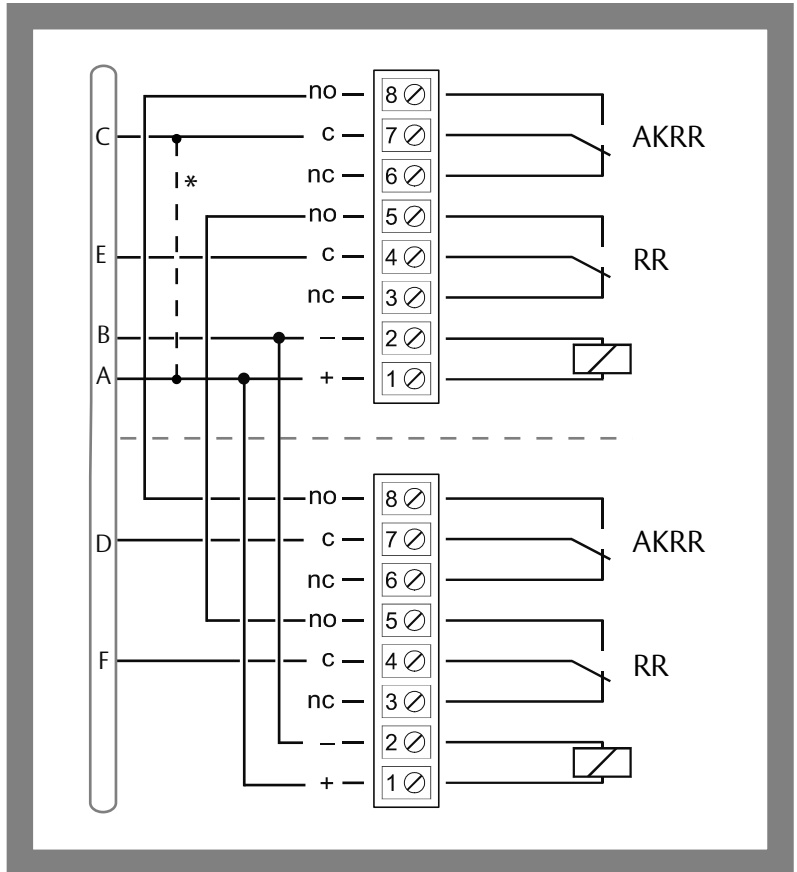 no 8
C c 7 AKRR
* nc 6
no 5
E c 4 RR
nc 3
B – 2
A + 1
no 8
D c 7 AKRR
nc 6
no 5
F c 4 RR
nc 3
– 2
+ 1